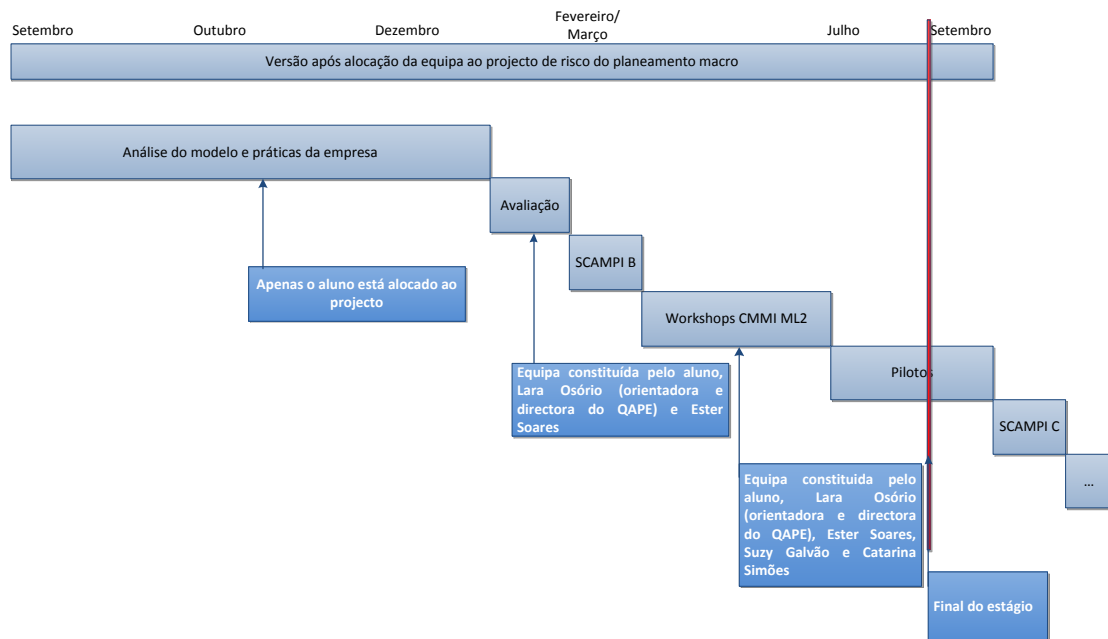 Setembro
Outubro
Dezembro
Fevereiro/
Março
Julho
Setembro
Versão após alocação da equipa ao projecto de risco do planeamento macro
Análise do modelo e práticas da empresa
Avaliação
SCAMPI B
Apenas o aluno está alocado ao
projecto
Workshops CMMI ML2
Pilotos
Equipa constituída pelo aluno,
Lara Osório (orientadora e
directora do QAPE) e Ester
Soares
SCAMPI C
...
Equipa constituida pelo
aluno, Lara Osório
(orientadora e directora
do QAPE), Ester Soares,
Suzy Galvão e Catarina
Simões
Final do estágio